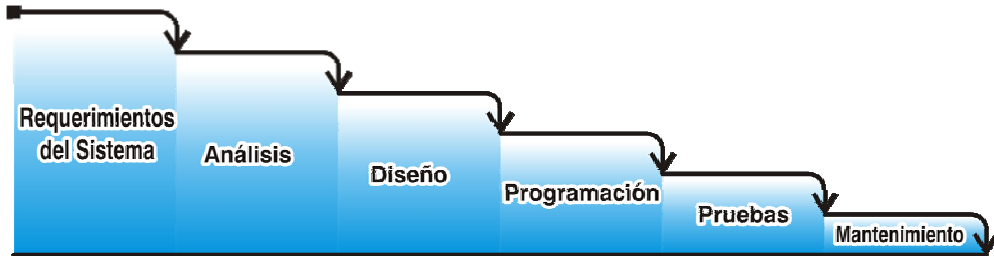 Requerimientos
del Sistema
Análisis
Diseño
Programación
Pruebas
Mantenimiento